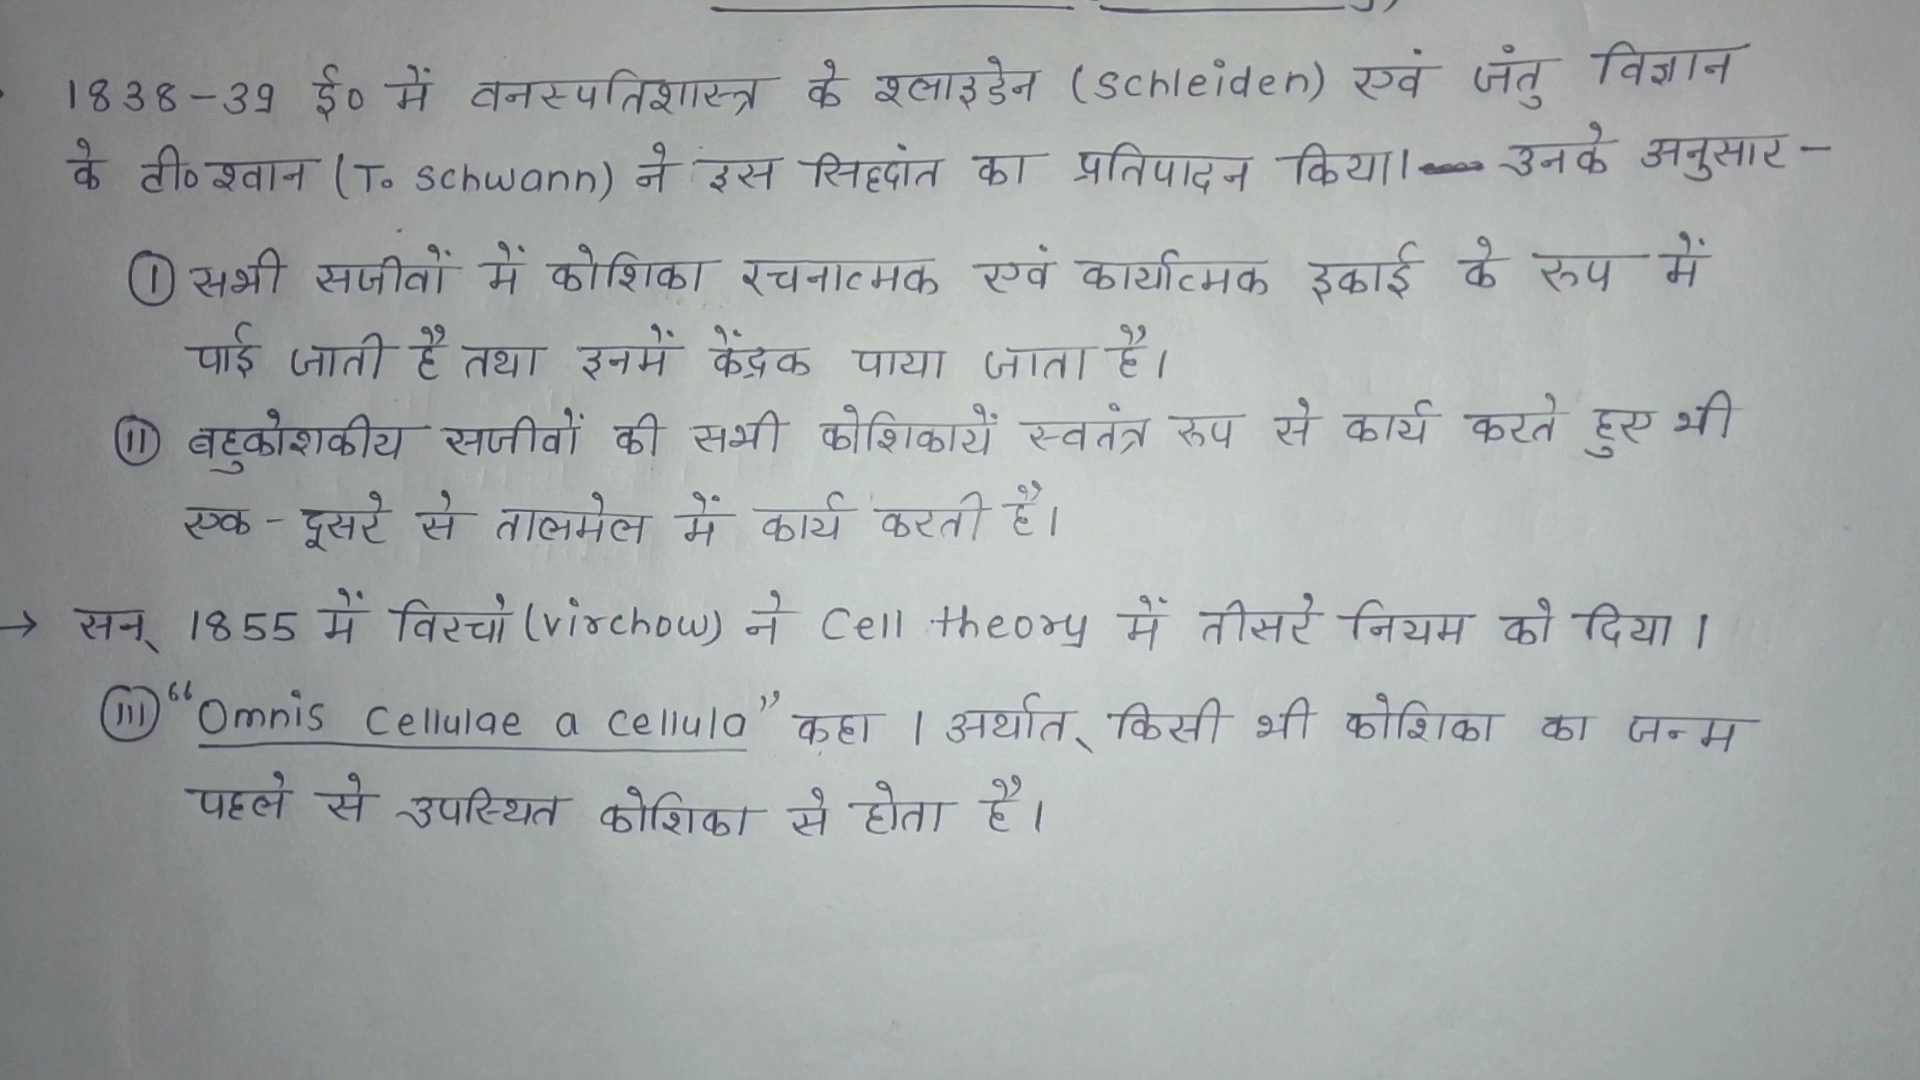 1838-39 ई० में वनस्पतिशास्त्र के श्लाइडेन (Schleiden) एवं जंतु विज्ञान
के टी० श्वान (T. Schwann) ने इस सिद्दांत का प्रतिपादन किया। उनके अनुसार -
(I) सभी सजीवों में कोशिका रचनात्मक एवं कार्यात्मक इकाई के रूप में
पाई जाती है तथा इनमें केंद्रक पाया जाता है।
(II) बहुकोशकीय सजीवों की सभी कोशिकायें स्वतंत्र रूप से कार्य करते हुए भी
एक-दूसरे से तालमेल में कार्य करती है।
→ सन् 1855 में विरचो (Virchow) ने Cell theory में तीसरे नियम को दिया।
(III) “Omnis Cellulae a cellula” कहा। अर्थात् किसी भी कोशिका का जन्म
पहले से उपस्थित कोशिका से होता है।